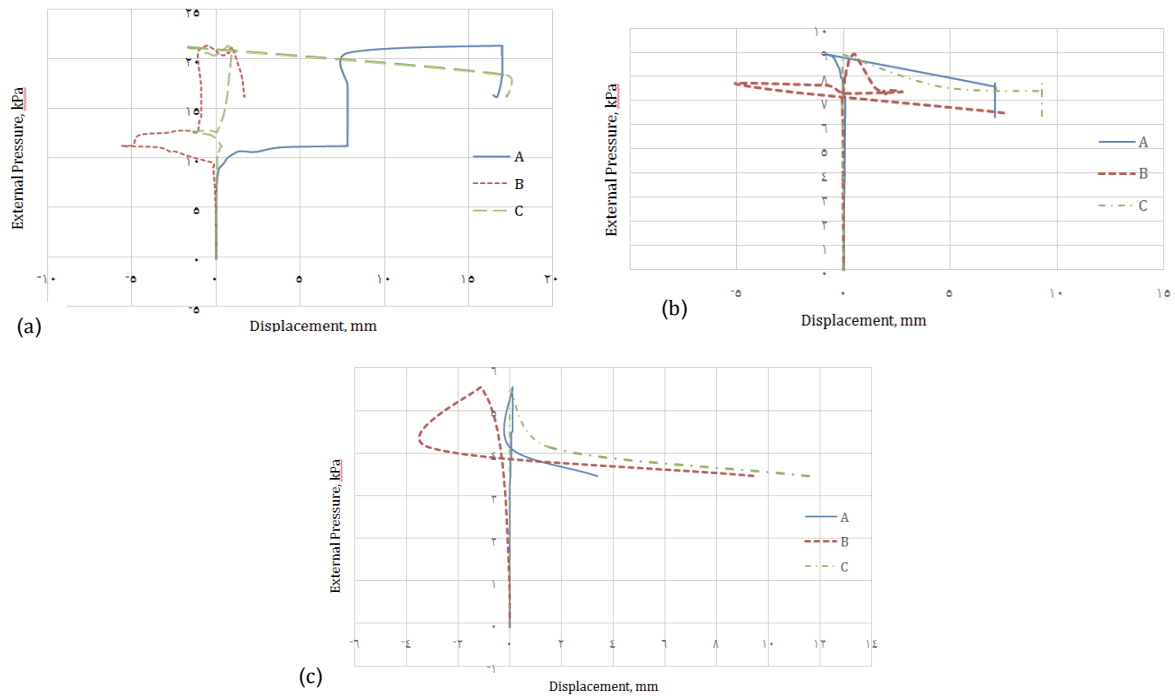 ٢٥
٢٠
١٥
١٠
٥
٠
-٥
External Pressure, kPa
-١٠ -٥ ٠ ٥ ١٠ ١٥ ٢٠
Displacement, mm
A
B
C
(a)
١٠
٩
٨
٧
٦
٥
٤
٣
٢
١
٠
External Pressure, kPa
-٥ ٠ ٥ ١٠ ١٥
Displacement, mm
A
B
C
(b)
٦
٥
٤
٣
٢
١
٠
-١
External Pressure, kPa
-٦ -٤ -٢ ٠ ٢ ٤ ٦ ٨ ١٠ ١٢ ١٤
Displacement, mm
A
B
C
(c)